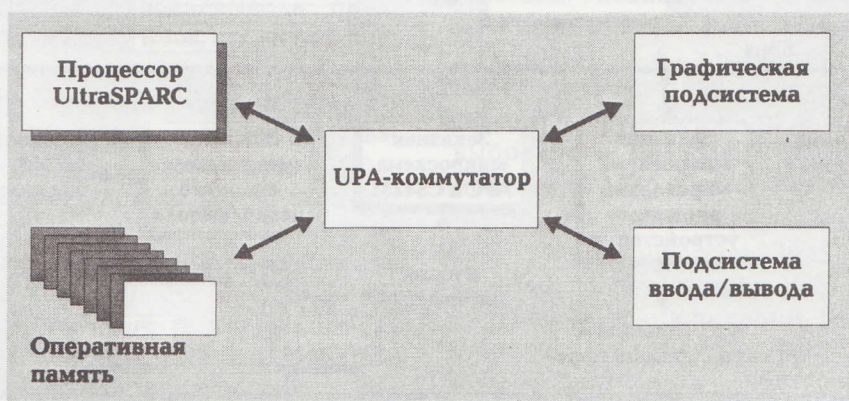 Процессор
UltraSPARC
Графическая
подсистема
UPA-коммутатор
Подсистема
ввода/вывода
Оперативная
память